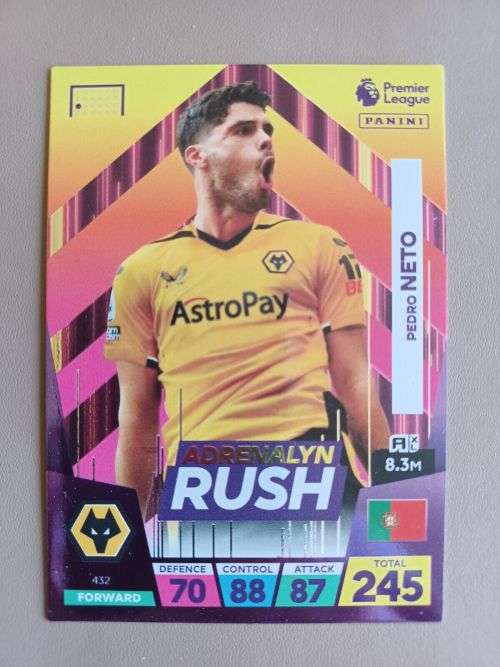 Premier
League
PANINI
PEDRO NETO
AstroPay
ADRENALYN
RUSH
XL
8.3M
432
FORWARD
DEFENCE
70
CONTROL
88
ATTACK
87
TOTAL
245